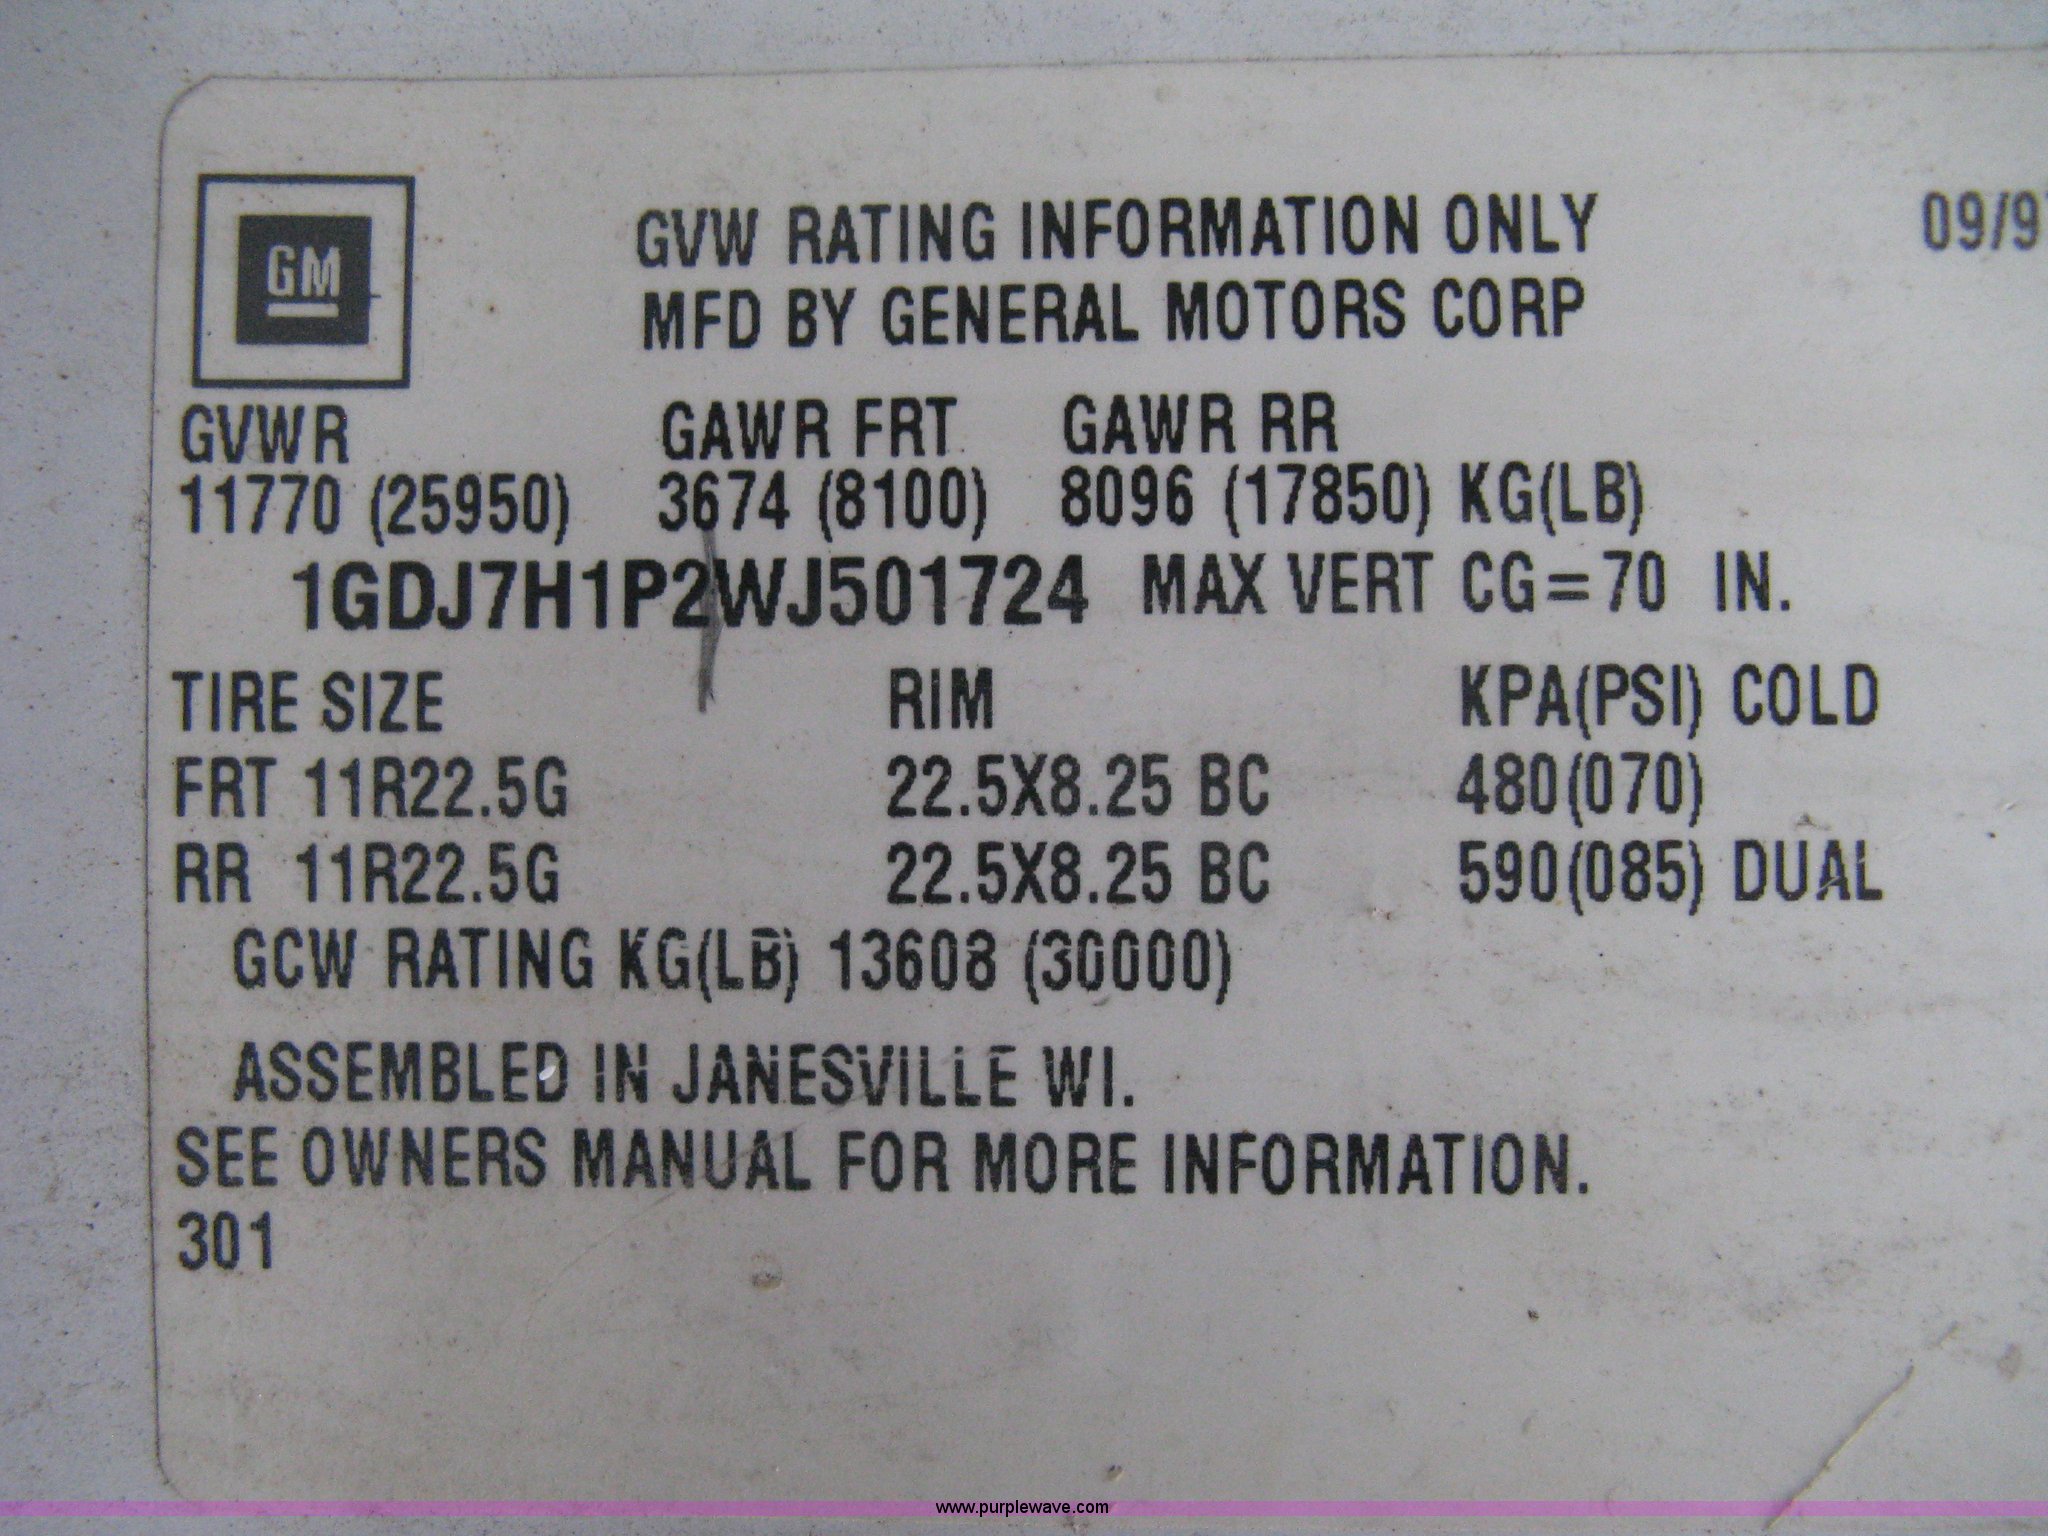 GM
GVW RATING INFORMATION ONLY 09/97
MFD BY GENERAL MOTORS CORP
GVWR GAWR FRT GAWR RR
11770 (25950) 3674 (8100) 8096 (17850) KG(LB)
1GDJ7H1P2WJ501724 MAX VERT CG=70 IN.
TIRE SIZE RIM KPA(PSI) COLD
FRT 11R22.5G 22.5X8.25 BC 480(070)
RR 11R22.5G 22.5X8.25 BC 590(085) DUAL
GCW RATING KG(LB) 13608 (30000)
ASSEMBLED IN JANESVILLE WI.
SEE OWNERS MANUAL FOR MORE INFORMATION.
301
www.purplewave.com